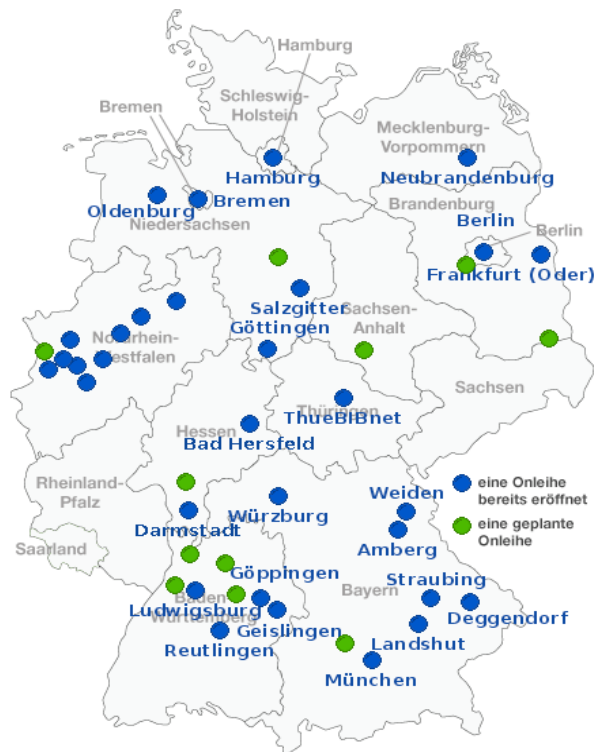 Hamburg
Schleswig-
Holstein
Bremen
Mecklenburg-
Vorpommern
Hamburg
Neubrandenburg
Oldenburg
Bremen
Niedersachsen
Brandenburg
Berlin
Berlin
Frankfurt (Oder)
Salzgitter
Göttingen
Sachsen-
Anhalt
Nordrhein-
Westfalen
Sachsen
Thüringen
ThueBIBnet
Hessen
Bad Hersfeld
Rheinland-
Pfalz
Saarland
Darmstadt
Würzburg
Weiden
Amberg
eine Onleihe
bereits eröffnet
eine geplante
Onleihe
Göppingen
Straubing
Bayern
Deggendorf
Baden
Württemberg
Ludwigsburg
Geislingen
Landshut
Reutlingen
München